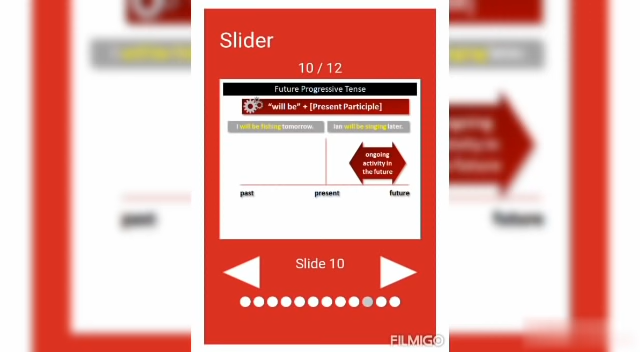 Slider
10 / 12
Future Progressive Tense
"will be" + [Present Participle]
I will be fishing tomorrow.
Ian will be singing later.
ongoing
activity in
the future
past
present
future
Slide 10
FILMIGO